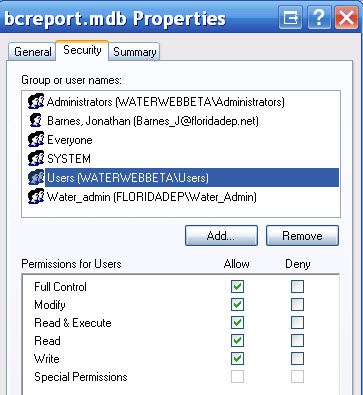 bcreport.mdb Properties
General Security Summary
Group or user names:
Administrators (WATERWEBBETA\Administrators)
Barnes, Jonathan (Barnes_J@floridadep.net)
Everyone
SYSTEM
Users (WATERWEBBETA\Users)
Water_admin (FLORIDADEP\Water_Admin)
Add... Remove
Permissions for Users Allow Deny
Full Control
Modify
Read & Execute
Read
Write
Special Permissions